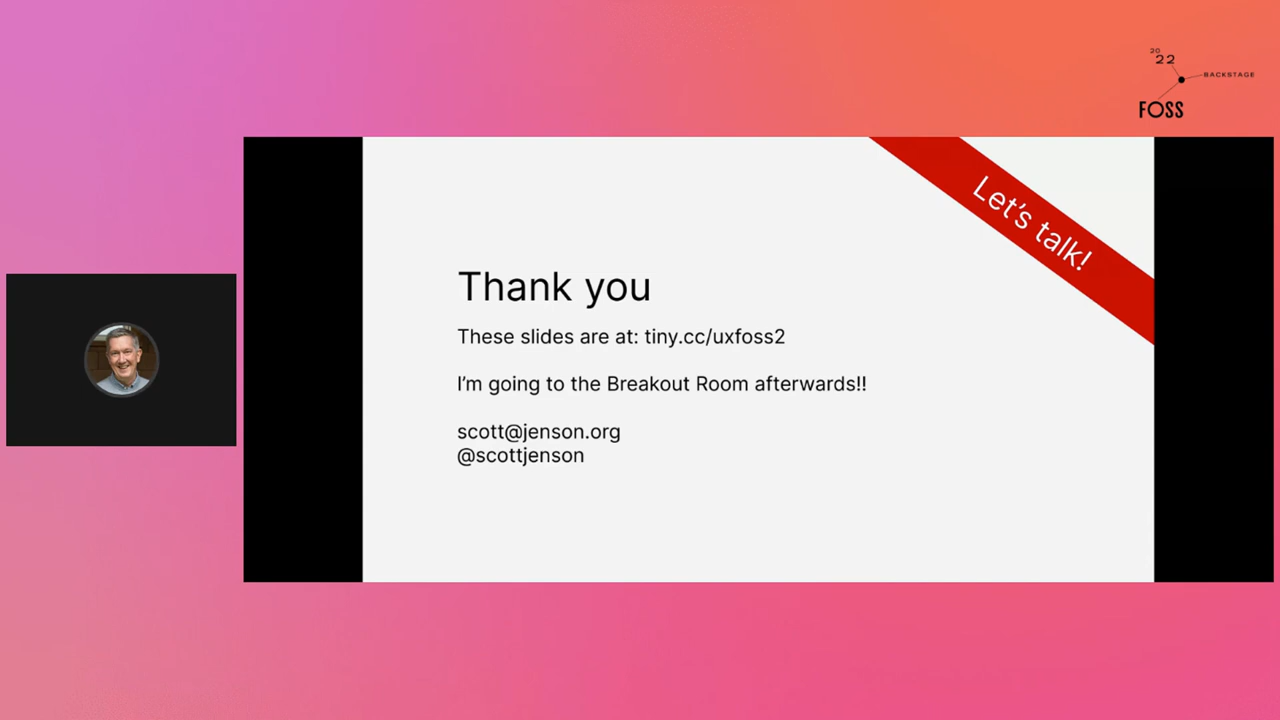 20
22
BACKSTAGE
FOSS
Let's talk!
Thank you
These slides are at: tiny.cc/uxfoss2
I'm going to the Breakout Room afterwards!!
scott@jenson.org
@scottjenson